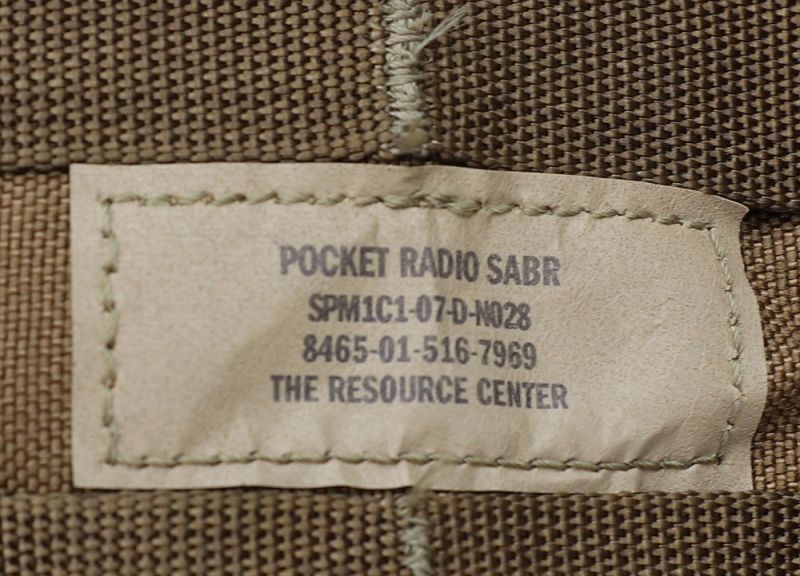 POCKET RADIO SABR
SPM1C1-07-D-N028
8465-01-516-7969
THE RESOURCE CENTER